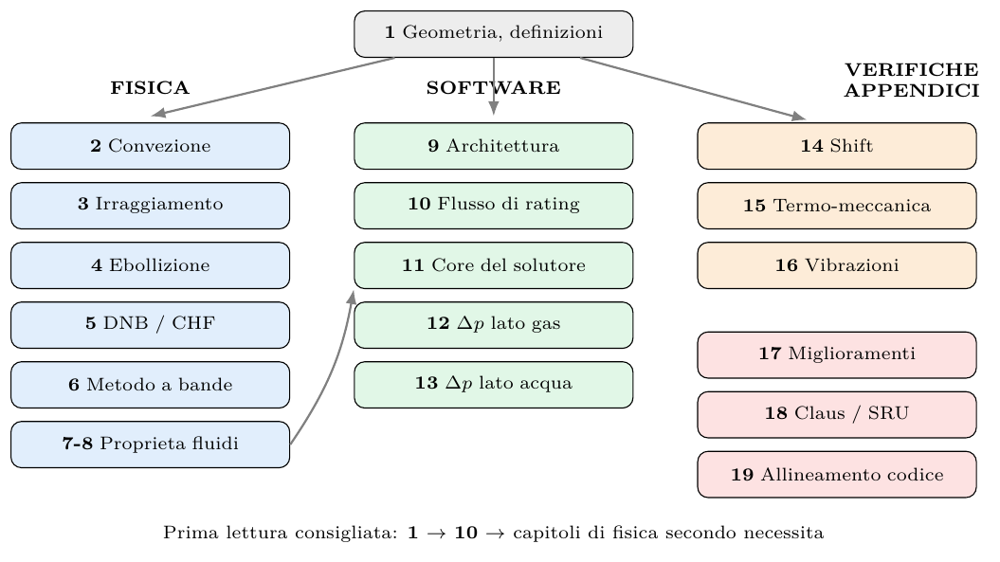 1 Geometria, definizioni
FISICA
2 Convezione
3 Irraggiamento
4 Ebollizione
5 DNB / CHF
6 Metodo a bande
7-8 Proprieta fluidi
SOFTWARE
9 Architettura
10 Flusso di rating
11 Core del solutore
12 Δp lato gas
13 Δp lato acqua
VERIFICHE
APPENDICI
14 Shift
15 Termo-meccanica
16 Vibrazioni
17 Miglioramenti
18 Claus / SRU
19 Allineamento codice
Prima lettura consigliata: 1 → 10 → capitoli di fisica secondo necessita